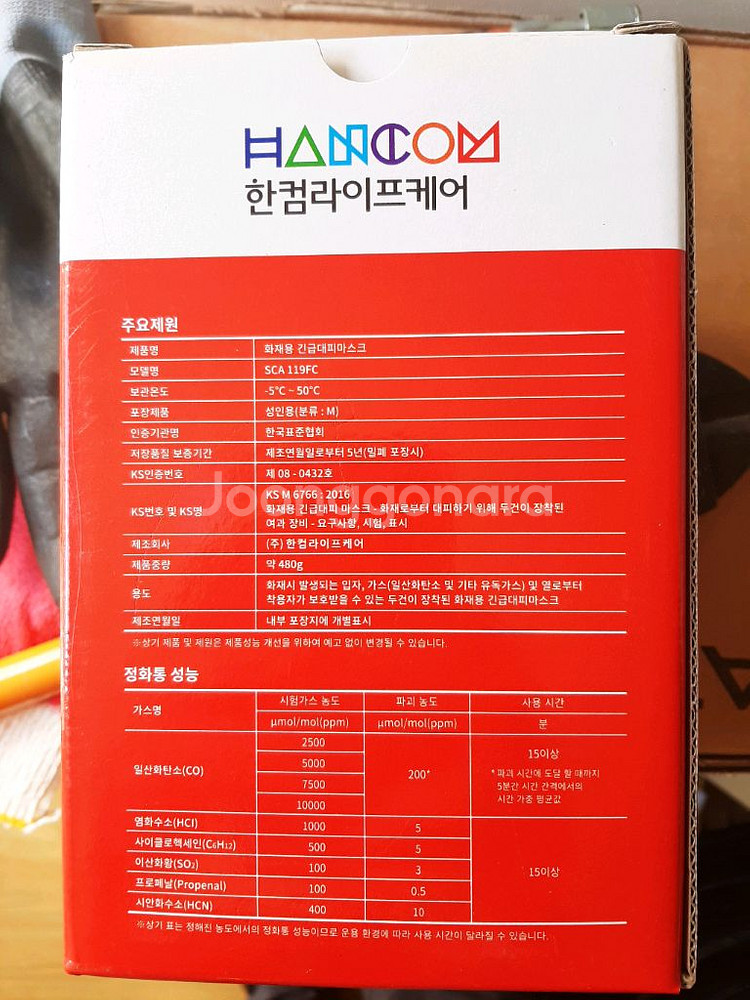 HANCOM
한컴라이프케어
주요제원
제품명 화재용 긴급대피마스크
모델명 SCA 119FC
보관온도 -5℃ ~ 50℃
포장제품 성인용(분류 : M)
인증기관명 한국표준협회
저장품질 보증기간 제조연월일로부터 5년(밀폐 포장시)
KS인증번호 제 08 - 0432호
KS번호 및 KS명 KS M 6766 : 2016
화재용 긴급대피 마스크 - 화재로부터 대피하기 위해 두건이 장착된
여과 장비 - 요구사항, 시험, 표시
Joonggonara
제조회사 (주) 한컴라이프케어
제품중량 약 480g
용도 화재시 발생되는 입자, 가스(일산화탄소 및 기타 유독가스) 및 열로부터
착용자가 보호받을 수 있는 두건이 장착된 화재용 긴급대피마스크
제조연월일 내부 포장지에 개별표시
※상기 제품 및 제원은 제품성능 개선을 위하여 예고 없이 변경될 수 있습니다.
정화통 성능
가스명 시험가스 농도 파과 농도 사용 시간
μmol/mol(ppm) μmol/mol(ppm) 분
일산화탄소(CO) 2500 200* 15이상
5000
7500
10000
* 파과 시간에 도달 할 때까지
5분간 시간 간격에서의
시간 가중 평균값
염화수소(HCl) 1000 5 15이상
사이클로헥세인(C6H12) 500 5
이산화황(SO2) 100 3
프로페날(Propenal) 100 0.5
시안화수소(HCN) 400 10
※상기 표는 정해진 농도에서의 정화통 성능이므로 운용 환경에 따라 사용 시간이 달라질 수 있습니다.